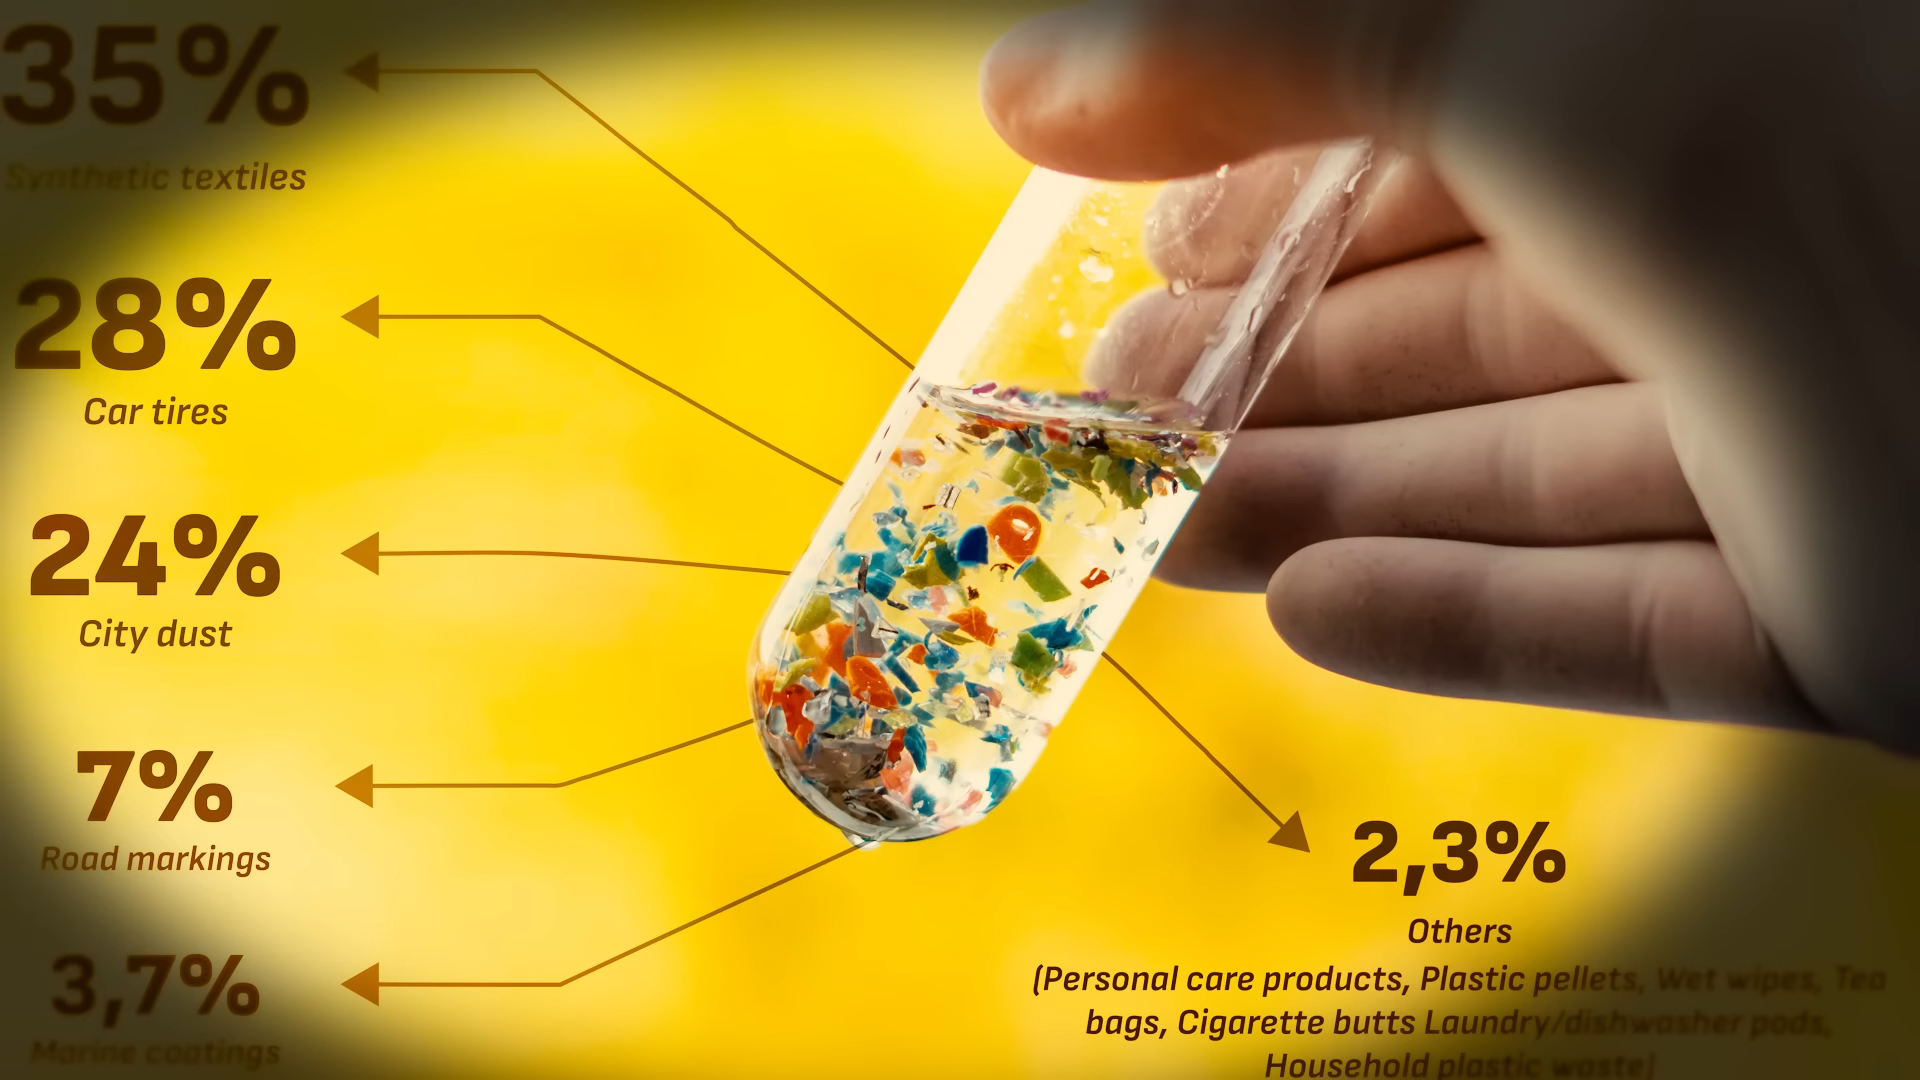 35%
Synthetic textiles
28%
Car tires
24%
City dust
7%
Road markings
3,7%
Marine coatings
2,3%
Others
(Personal care products, Plastic pellets, Wet wipes, Tea
bags, Cigarette butts Laundry/dishwasher pods,
Household plastic waste)